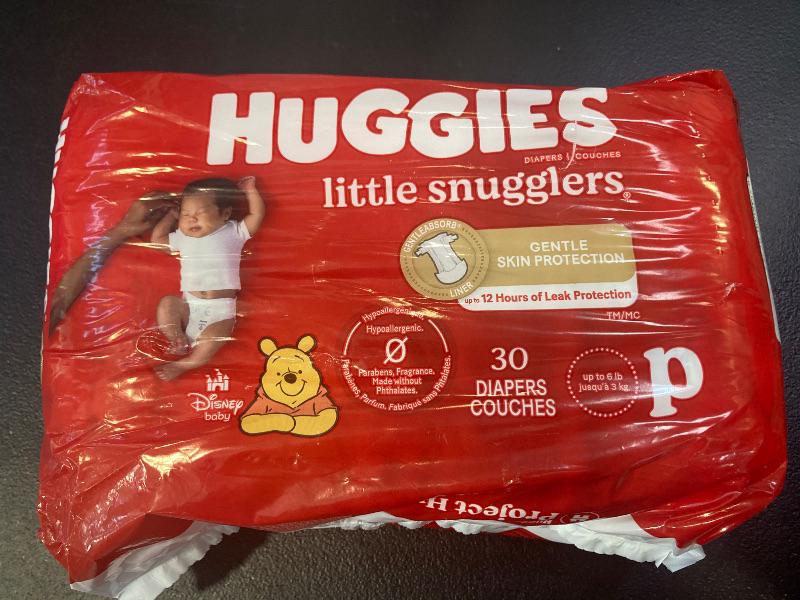 HUGGIES
DIAPERS | COUCHES
little snugglers®
GENTLEABSORB®
LINER
GENTLE
SKIN PROTECTION
up to 12 Hours of Leak Protection
TM/MC
Hypoallergénique.
Hypoallergenic.
Parabens, Fragrance.
Made without
Phthalates.
Parabènes, Parfum. Fabriqué sans Phtalates.
30
DIAPERS
COUCHES
up to 6 lb
jusqu'à 3 kg
p
Disney
baby
Project H